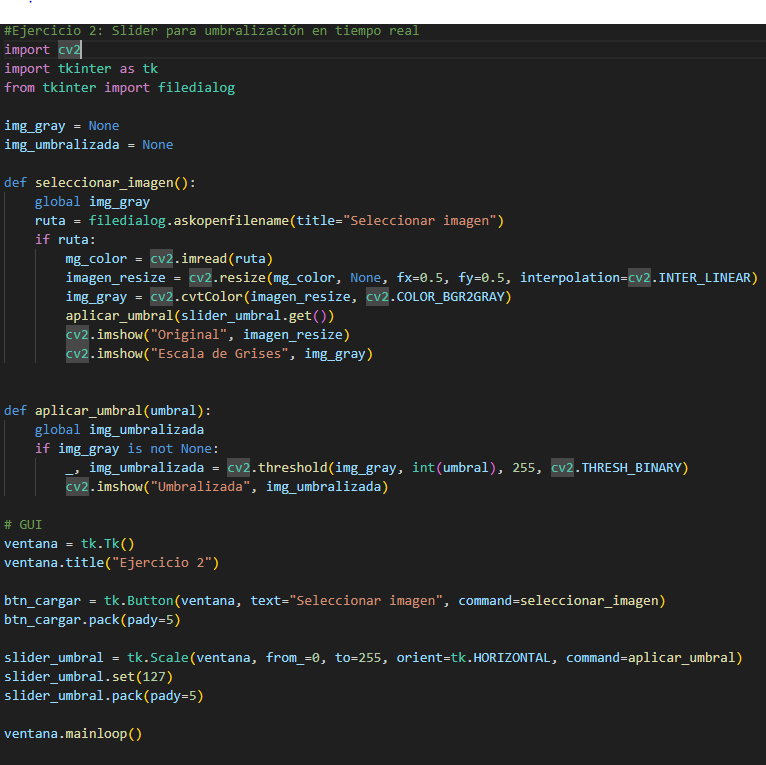 #Ejercicio 2: Slider para umbralización en tiempo real
import cv2
import tkinter as tk
from tkinter import filedialog

img_gray = None
img_umbralizada = None

def seleccionar_imagen():
    global img_gray
    ruta = filedialog.askopenfilename(title="Seleccionar imagen")
    if ruta:
        mg_color = cv2.imread(ruta)
        imagen_resize = cv2.resize(mg_color, None, fx=0.5, fy=0.5, interpolation=cv2.INTER_LINEAR)
        img_gray = cv2.cvtColor(imagen_resize, cv2.COLOR_BGR2GRAY)
        aplicar_umbral(slider_umbral.get())
        cv2.imshow("Original", imagen_resize)
        cv2.imshow("Escala de Grises", img_gray)


def aplicar_umbral(umbral):
    global img_umbralizada
    if img_gray is not None:
        _, img_umbralizada = cv2.threshold(img_gray, int(umbral), 255, cv2.THRESH_BINARY)
        cv2.imshow("Umbralizada", img_umbralizada)

# GUI
ventana = tk.Tk()
ventana.title("Ejercicio 2")

btn_cargar = tk.Button(ventana, text="Seleccionar imagen", command=seleccionar_imagen)
btn_cargar.pack(pady=5)

slider_umbral = tk.Scale(ventana, from_=0, to=255, orient=tk.HORIZONTAL, command=aplicar_umbral)
slider_umbral.set(127)
slider_umbral.pack(pady=5)

ventana.mainloop()